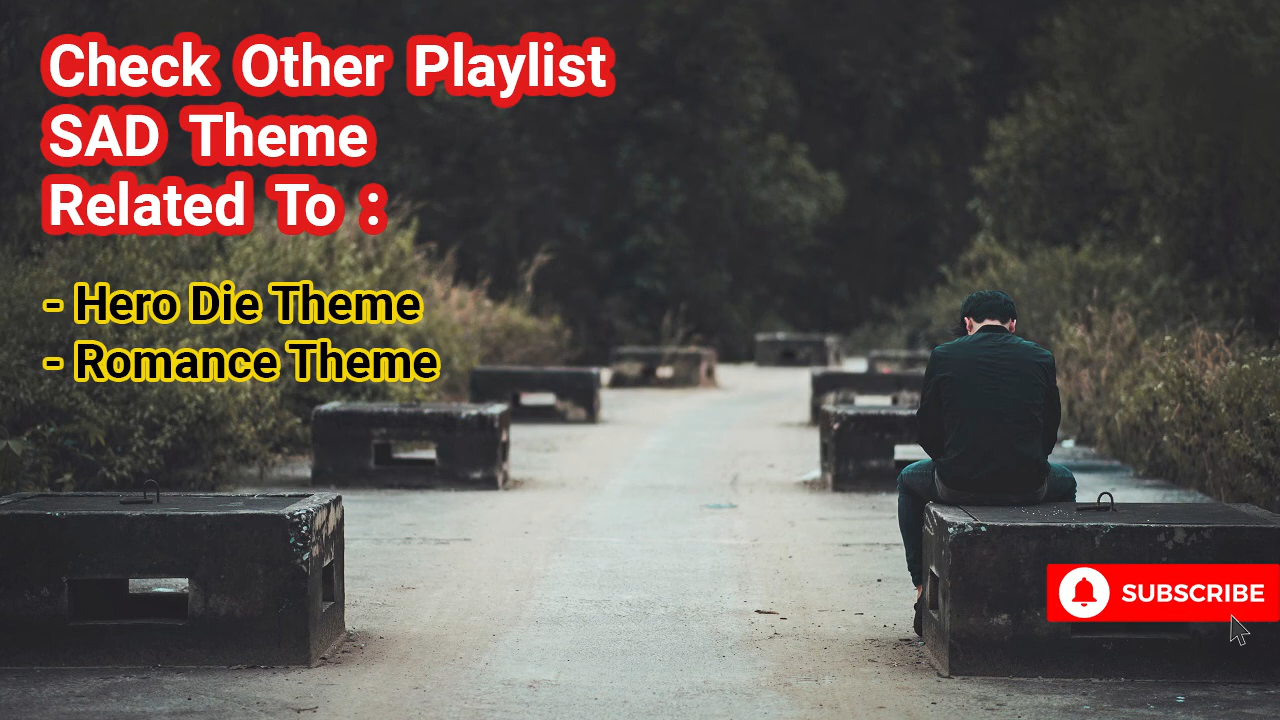 Check Other Playlist
SAD Theme
Related To :
- Hero Die Theme
- Romance Theme
SUBSCRIBE